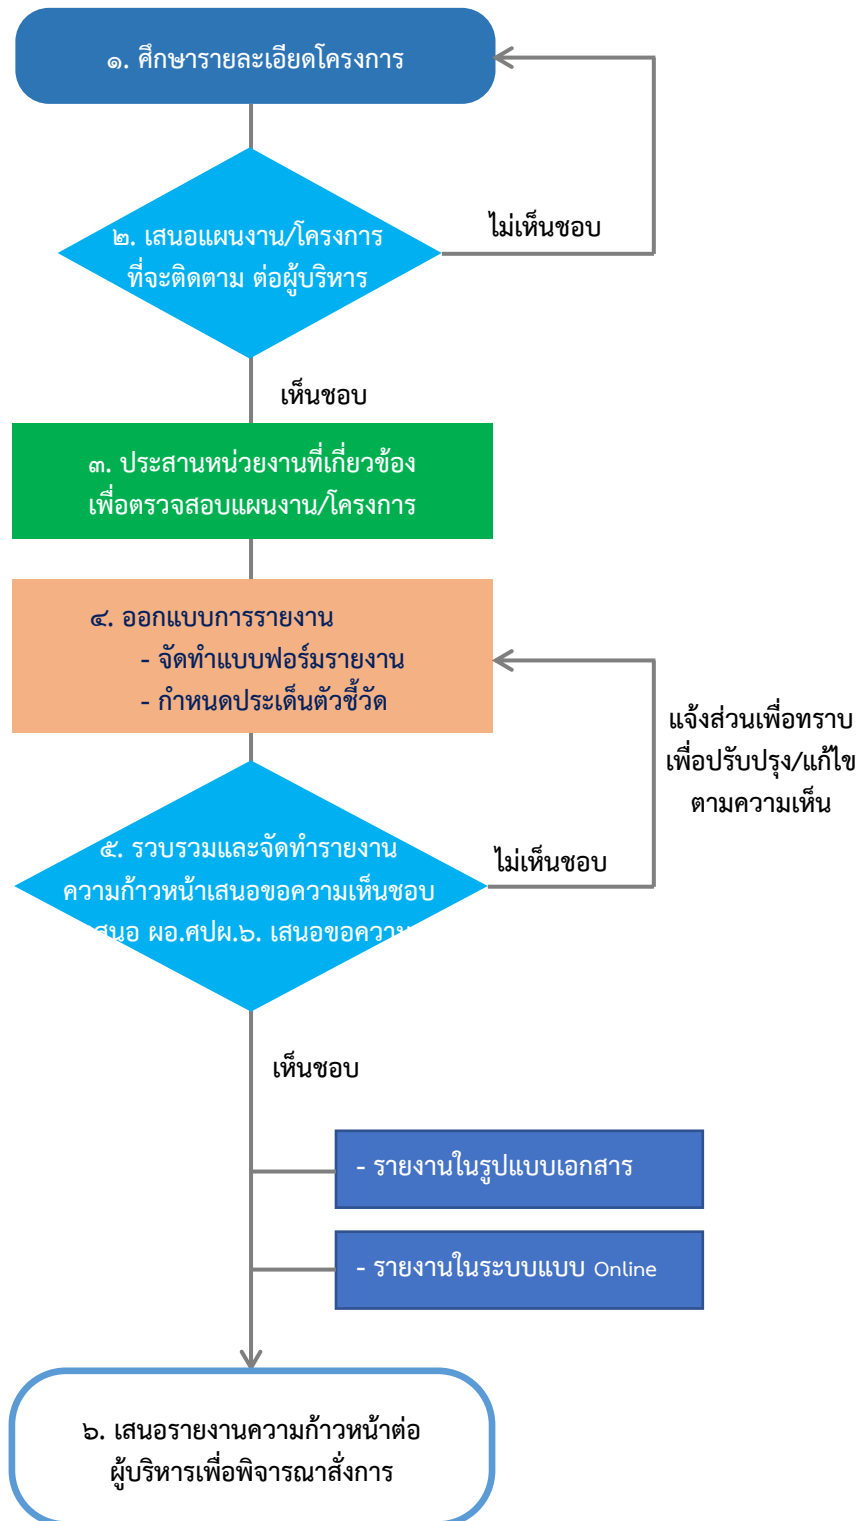 ๑. ศึกษารายละเอียดโครงการ
๒. เสนอแผนงาน/โครงการ
ที่จะติดตาม ต่อผู้บริหาร
ไม่เห็นชอบ
เห็นชอบ
๓. ประสานหน่วยงานที่เกี่ยวข้อง
เพื่อตรวจสอบแผนงาน/โครงการ
๔. ออกแบบการรายงาน
- จัดทำแบบฟอร์มรายงาน
- กำหนดประเด็นตัวชี้วัด
แจ้งส่วนเพื่อทราบ
เพื่อปรับปรุง/แก้ไข
ตามความเห็น
๕. รวบรวมและจัดทำรายงาน
ความก้าวหน้าเสนอขอความเห็นชอบ
เสนอ ผอ.ศปผ.๖. เสนอขอความ
ไม่เห็นชอบ
เห็นชอบ
- รายงานในรูปแบบเอกสาร
- รายงานในระบบแบบ Online
๖. เสนอรายงานความก้าวหน้าต่อ
ผู้บริหารเพื่อพิจารณาสั่งการ